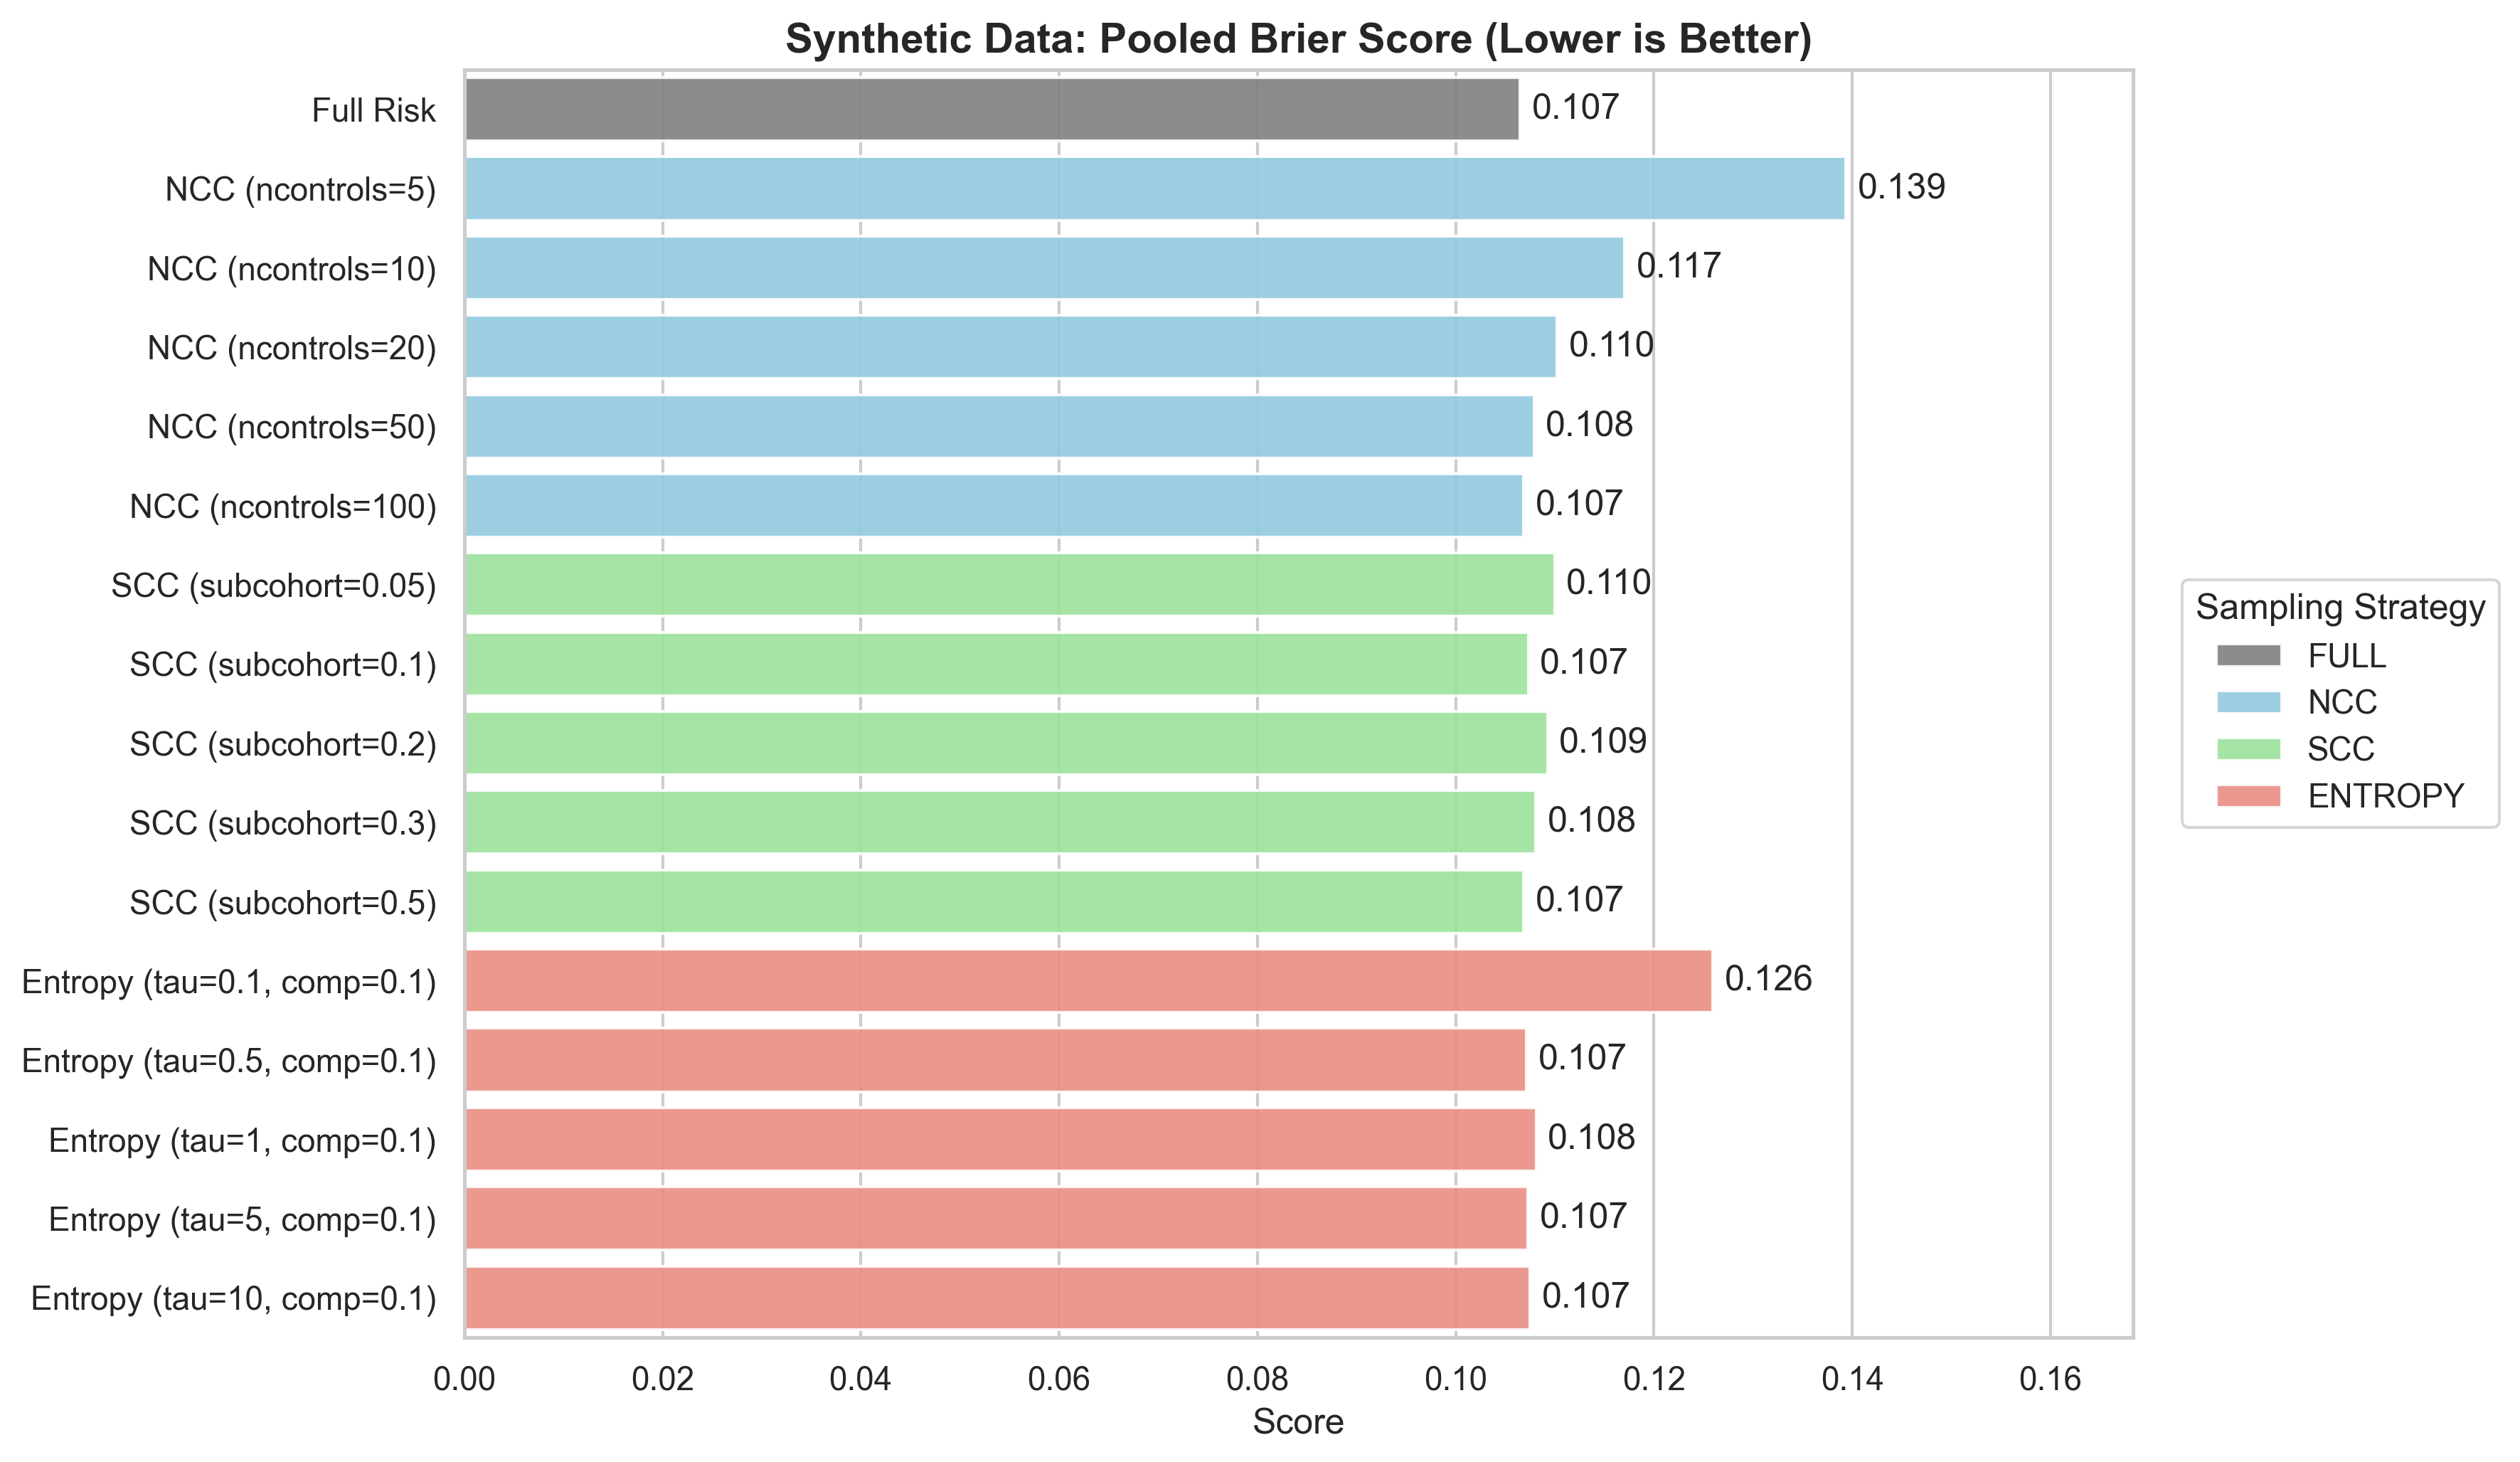 Synthetic Data: Pooled Brier Score (Lower is Better)
Full Risk 0.107
NCC (ncontrols=5) 0.139
NCC (ncontrols=10) 0.117
NCC (ncontrols=20) 0.110
NCC (ncontrols=50) 0.108
NCC (ncontrols=100) 0.107
SCC (subcohort=0.05) 0.110
SCC (subcohort=0.1) 0.107
SCC (subcohort=0.2) 0.109
SCC (subcohort=0.3) 0.108
SCC (subcohort=0.5) 0.107
Entropy (tau=0.1, comp=0.1) 0.126
Entropy (tau=0.5, comp=0.1) 0.107
Entropy (tau=1, comp=0.1) 0.108
Entropy (tau=5, comp=0.1) 0.107
Entropy (tau=10, comp=0.1) 0.107
0.00 0.02 0.04 0.06 0.08 0.10 0.12 0.14 0.16
Score
Sampling Strategy
FULL
NCC
SCC
ENTROPY